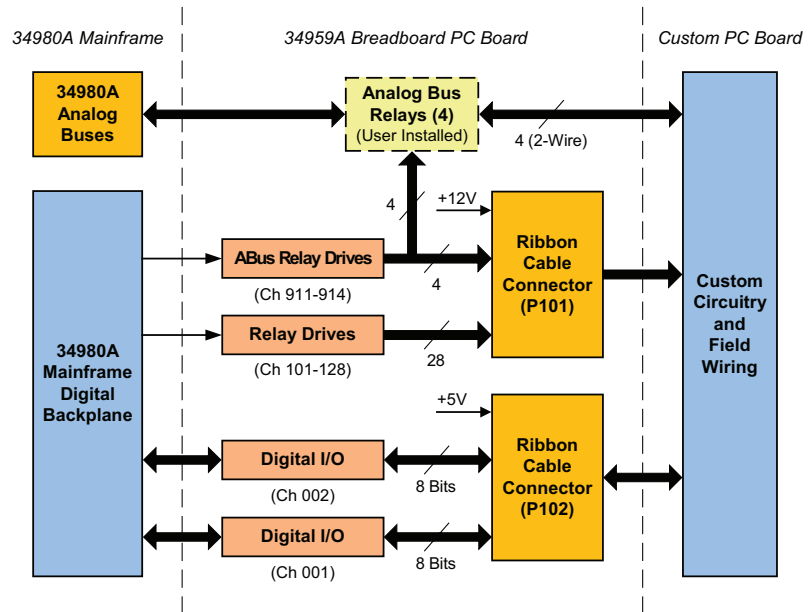 34980A Mainframe
34959A Breadboard PC Board
Custom PC Board
34980A
Analog
Buses
Analog Bus
Relays (4)
(User Installed)
4 (2-Wire)
4
+12V
ABus Relay Drives
(Ch 911-914)
4
Relay Drives
(Ch 101-128)
28
Ribbon
Cable
Connector
(P101)
34980A
Mainframe
Digital
Backplane
Custom
Circuitry
and
Field
Wiring
+5V
Digital I/O
(Ch 002)
8 Bits
Digital I/O
(Ch 001)
8 Bits
Ribbon
Cable
Connector
(P102)